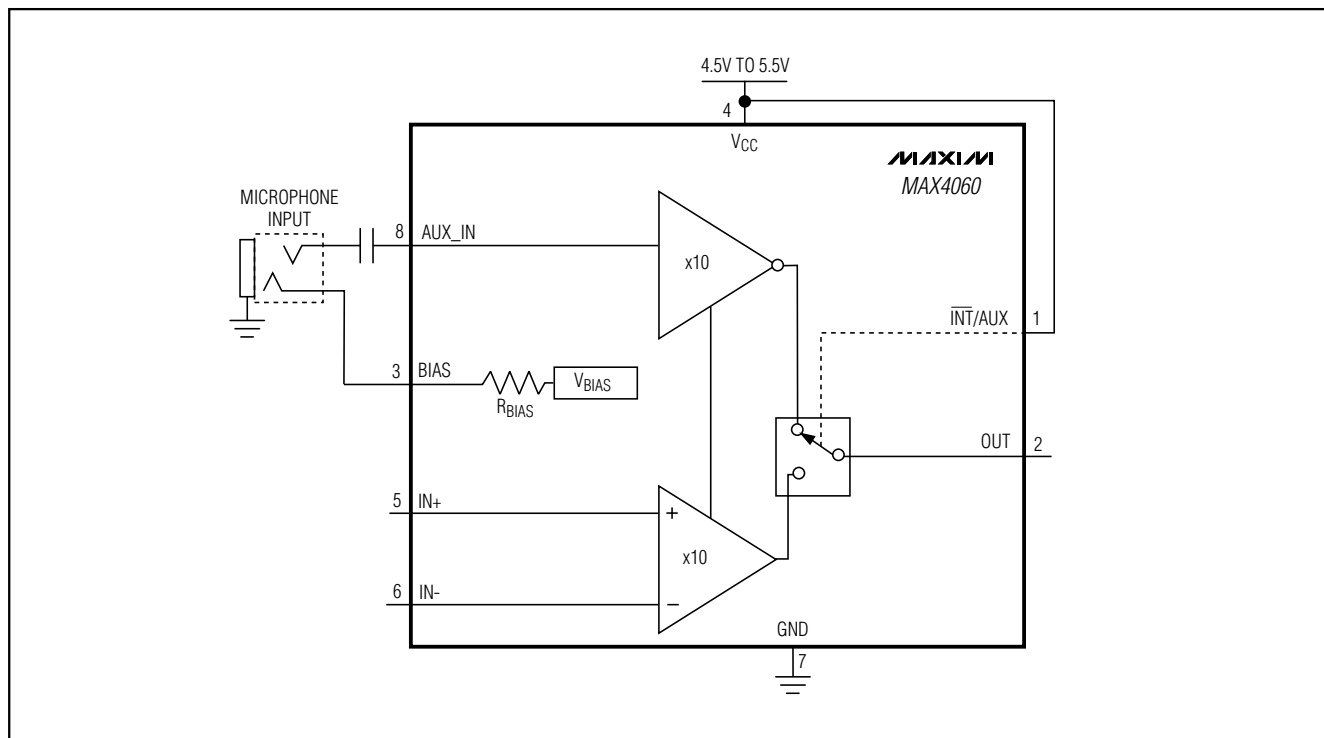 4.5V TO 5.5V
4
VCC
MAXIM
MAX4060
MICROPHONE
INPUT
8
AUX_IN
x10
INT/AUX
1
3
BIAS
VBIAS
RBIAS
OUT
2
5
IN+
+
x10
6
IN-
−
GND
7